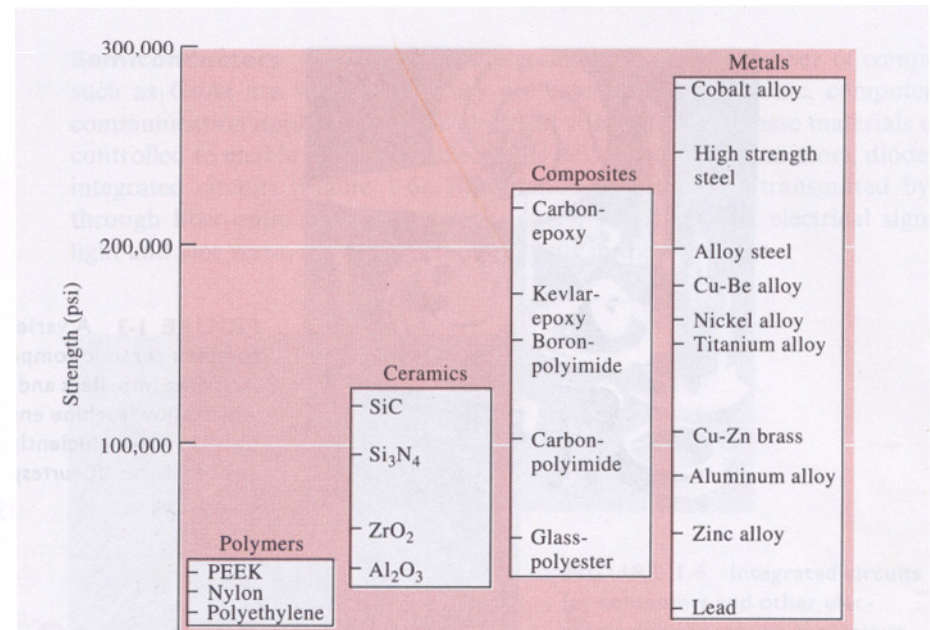 300,000
200,000
100,000
Strength (psi)
Polymers
PEEK
Nylon
Polyethylene
Ceramics
SiC
Si₃N₄
ZrO₂
Al₂O₃
Composites
Carbon-
epoxy
Kevlar-
epoxy
Boron-
polyimide
Carbon-
polyimide
Glass-
polyester
Metals
Cobalt alloy
High strength
steel
Alloy steel
Cu-Be alloy
Nickel alloy
Titanium alloy
Cu-Zn brass
Aluminum alloy
Zinc alloy
Lead